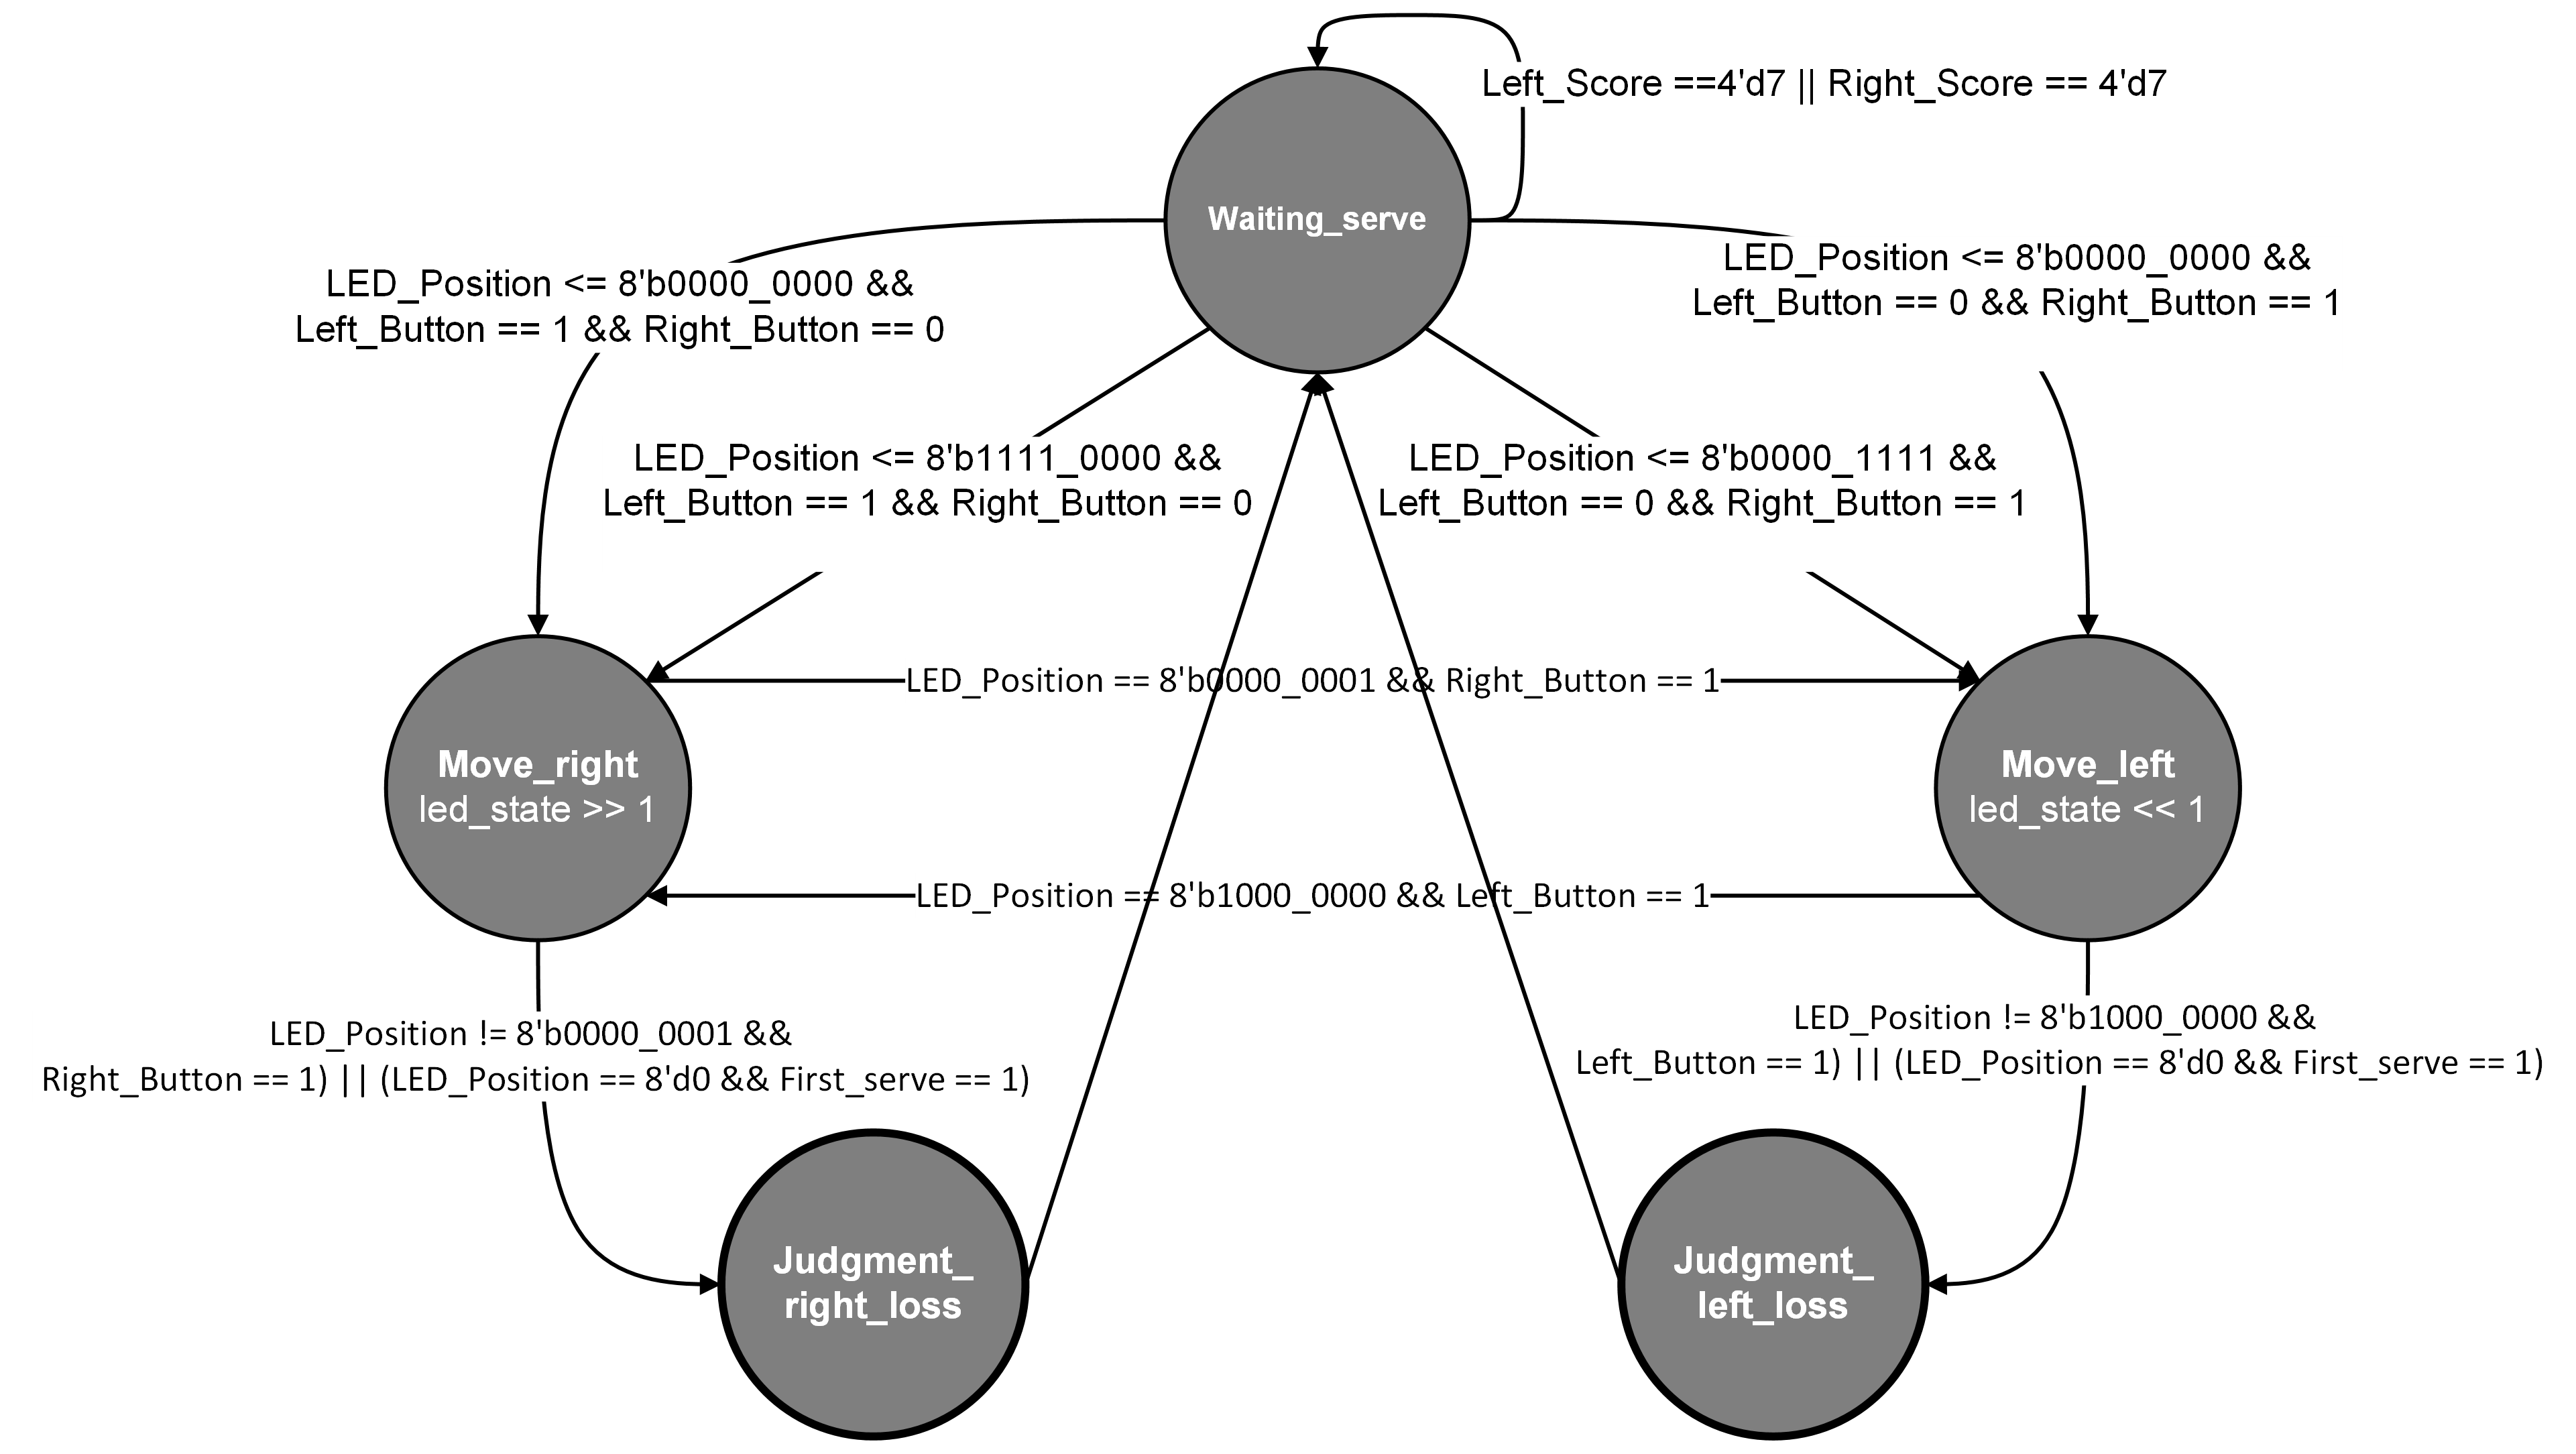 Left_Score ==4'd7 || Right_Score == 4'd7
Waiting_serve
LED_Position <= 8'b0000_0000 &&
Left_Button == 1 && Right_Button == 0
LED_Position <= 8'b0000_0000 &&
Left_Button == 0 && Right_Button == 1
LED_Position <= 8'b1111_0000 &&
Left_Button == 1 && Right_Button == 0
LED_Position <= 8'b0000_1111 &&
Left_Button == 0 && Right_Button == 1
LED_Position == 8'b0000_0001 && Right_Button == 1
Move_right
led_state >> 1
Move_left
led_state << 1
LED_Position == 8'b1000_0000 && Left_Button == 1
LED_Position != 8'b0000_0001 &&
Right_Button == 1) || (LED_Position == 8'd0 && First_serve == 1)
LED_Position != 8'b1000_0000 &&
Left_Button == 1) || (LED_Position == 8'd0 && First_serve == 1)
Judgment_
right_loss
Judgment_
left_loss